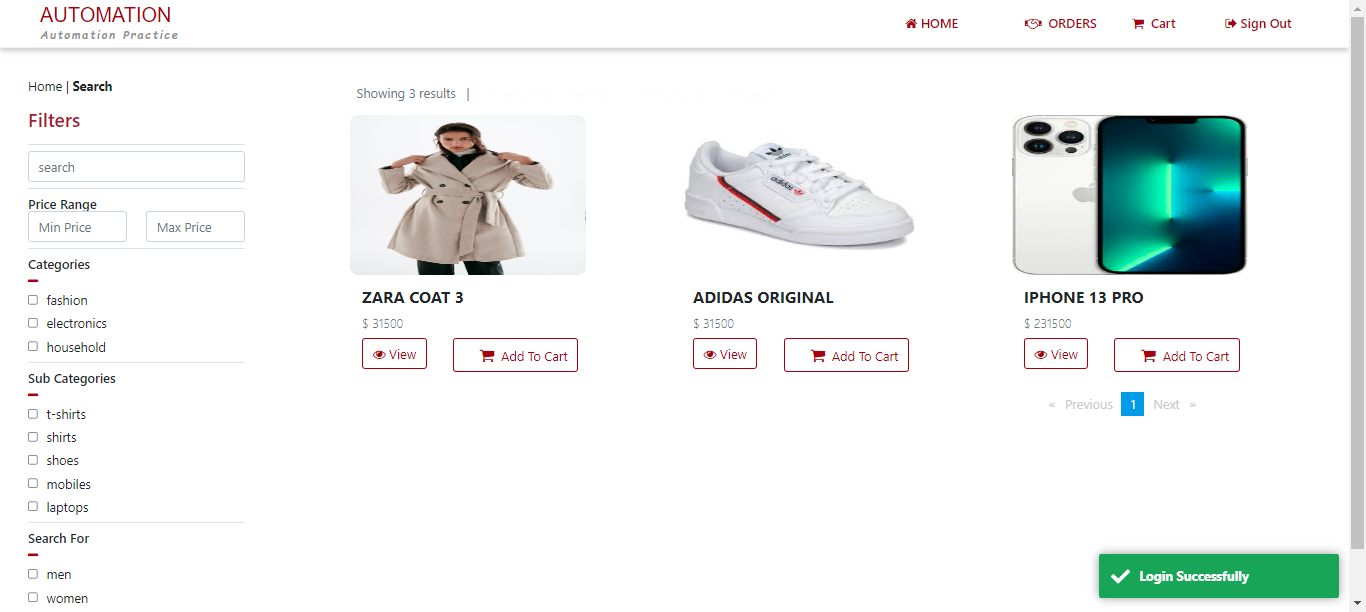 AUTOMATION
Automation Practice
HOME
ORDERS
Cart
Sign Out
Home | Search
Filters
search
Price Range
Min Price
Max Price
Categories
fashion
electronics
household
Sub Categories
t-shirts
shirts
shoes
mobiles
laptops
Search For
men
women
Showing 3 results |
adidas
ZARA COAT 3
$ 31500
View
Add To Cart
ADIDAS ORIGINAL
$ 31500
View
Add To Cart
IPHONE 13 PRO
$ 231500
View
Add To Cart
« Previous 1 Next »
Login Successfully